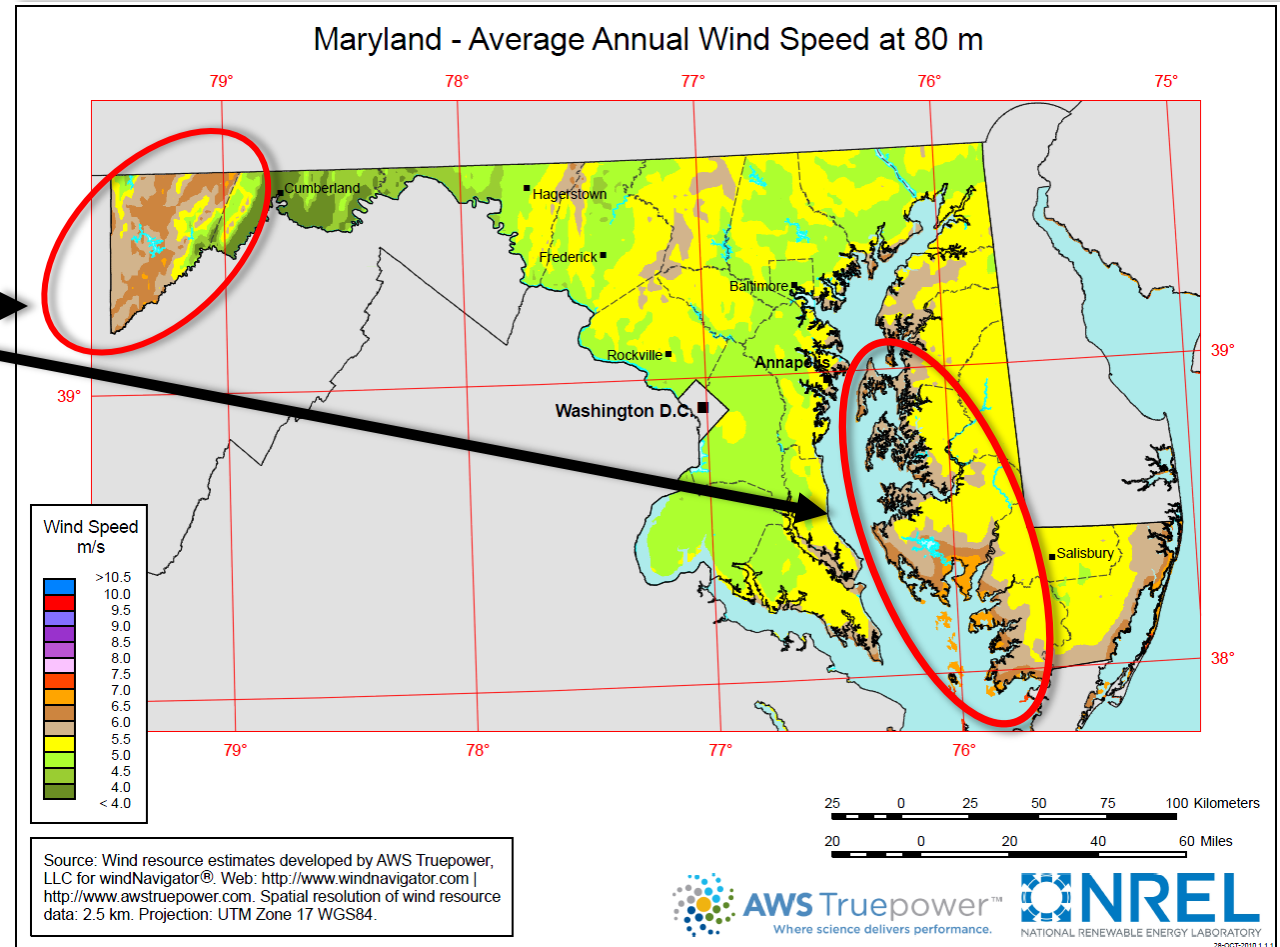 Maryland - Average Annual Wind Speed at 80 m
79°
78°
77°
76°
75°
Cumberland
Hagerstown
Frederick
Baltimore
Rockville
Annapolis
39°
39°
Washington D.C.
Salisbury
38°
79°
78°
77°
76°
Wind Speed
m/s
>10.5
10.0
9.5
9.0
8.5
8.0
7.5
7.0
6.5
6.0
5.5
5.0
4.5
4.0
< 4.0
25 0 25 50 75 100 Kilometers
20 0 20 40 60 Miles
Source: Wind resource estimates developed by AWS Truepower,
LLC for windNavigator®. Web: http://www.windnavigator.com |
http://www.awstruepower.com. Spatial resolution of wind resource
data: 2.5 km. Projection: UTM Zone 17 WGS84.
AWS Truepower™
Where science delivers performance.
NREL
NATIONAL RENEWABLE ENERGY LABORATORY
28-OCT-2010 1.1.1